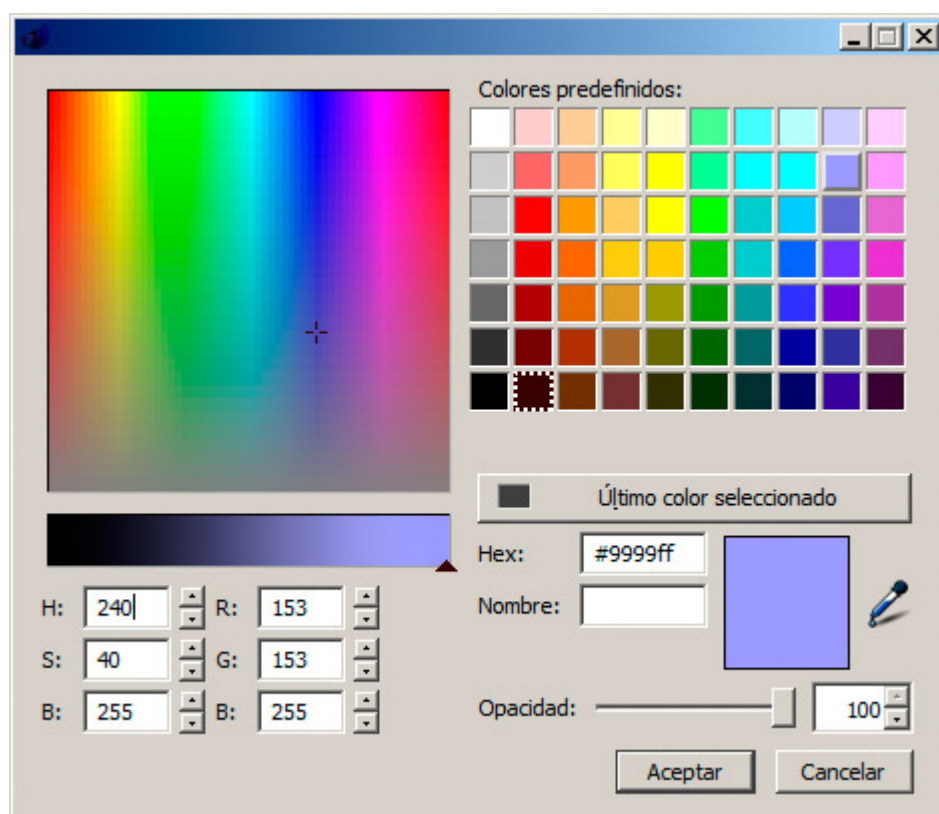 Colores predefinidos:
Último color seleccionado
Hex: #9999ff
Nombre:
H: 240 R: 153
S: 40 G: 153
B: 255 B: 255
Opacidad: 100
Aceptar Cancelar